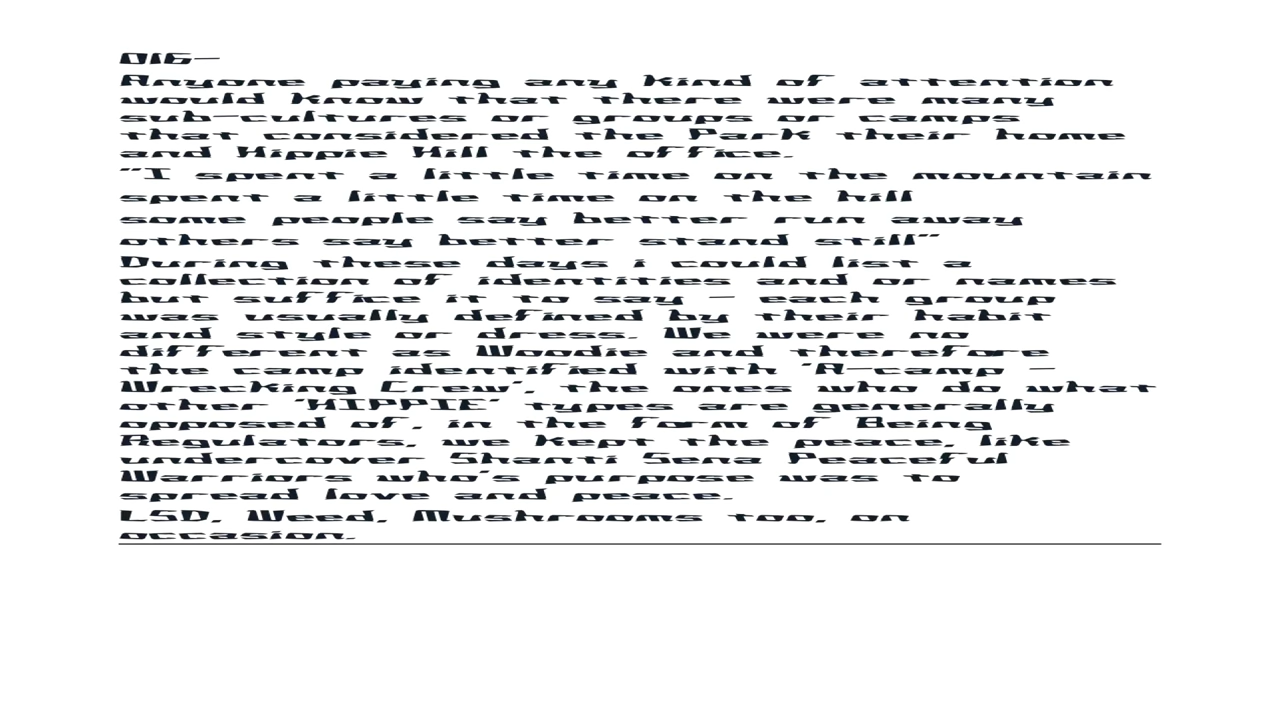 DIG—
Anyone paying any kind of attention
would know that there were many
sub-cultures or groups or camps
that considered the Park their home
and Hippie Hill the office.
"I spent a little time on the mountain
spent a little time on the hill
some people say better run away
others say better stand still"
During these days i could list a
collection of identities and or names
but suffice it to say - each group
was usually defined by their habit
and style or dress. We were no
different as Woodie and therefore
the camp identified with 'A-camp -
Wrecking Crew', the ones who do what
other 'HIPPIE' types are generally
opposed of, in the form of Being
Regulators, we kept the peace, like
undercover Shanti Sena Peaceful
Warriors who's purpose was to
spread love and peace.
LSD, Weed, Mushrooms too, on
occasion.